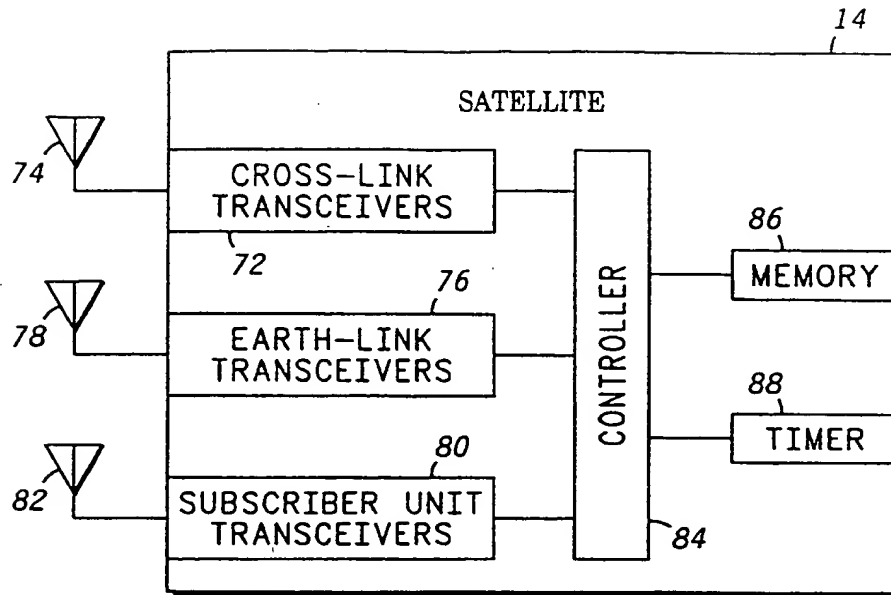 14
SATELLITE
74
CROSS-LINK
TRANSCEIVERS
72
86
MEMORY
78
76
EARTH-LINK
TRANSCEIVERS
CONTROLLER
88
TIMER
82
80
SUBSCRIBER UNIT
TRANSCEIVERS
84